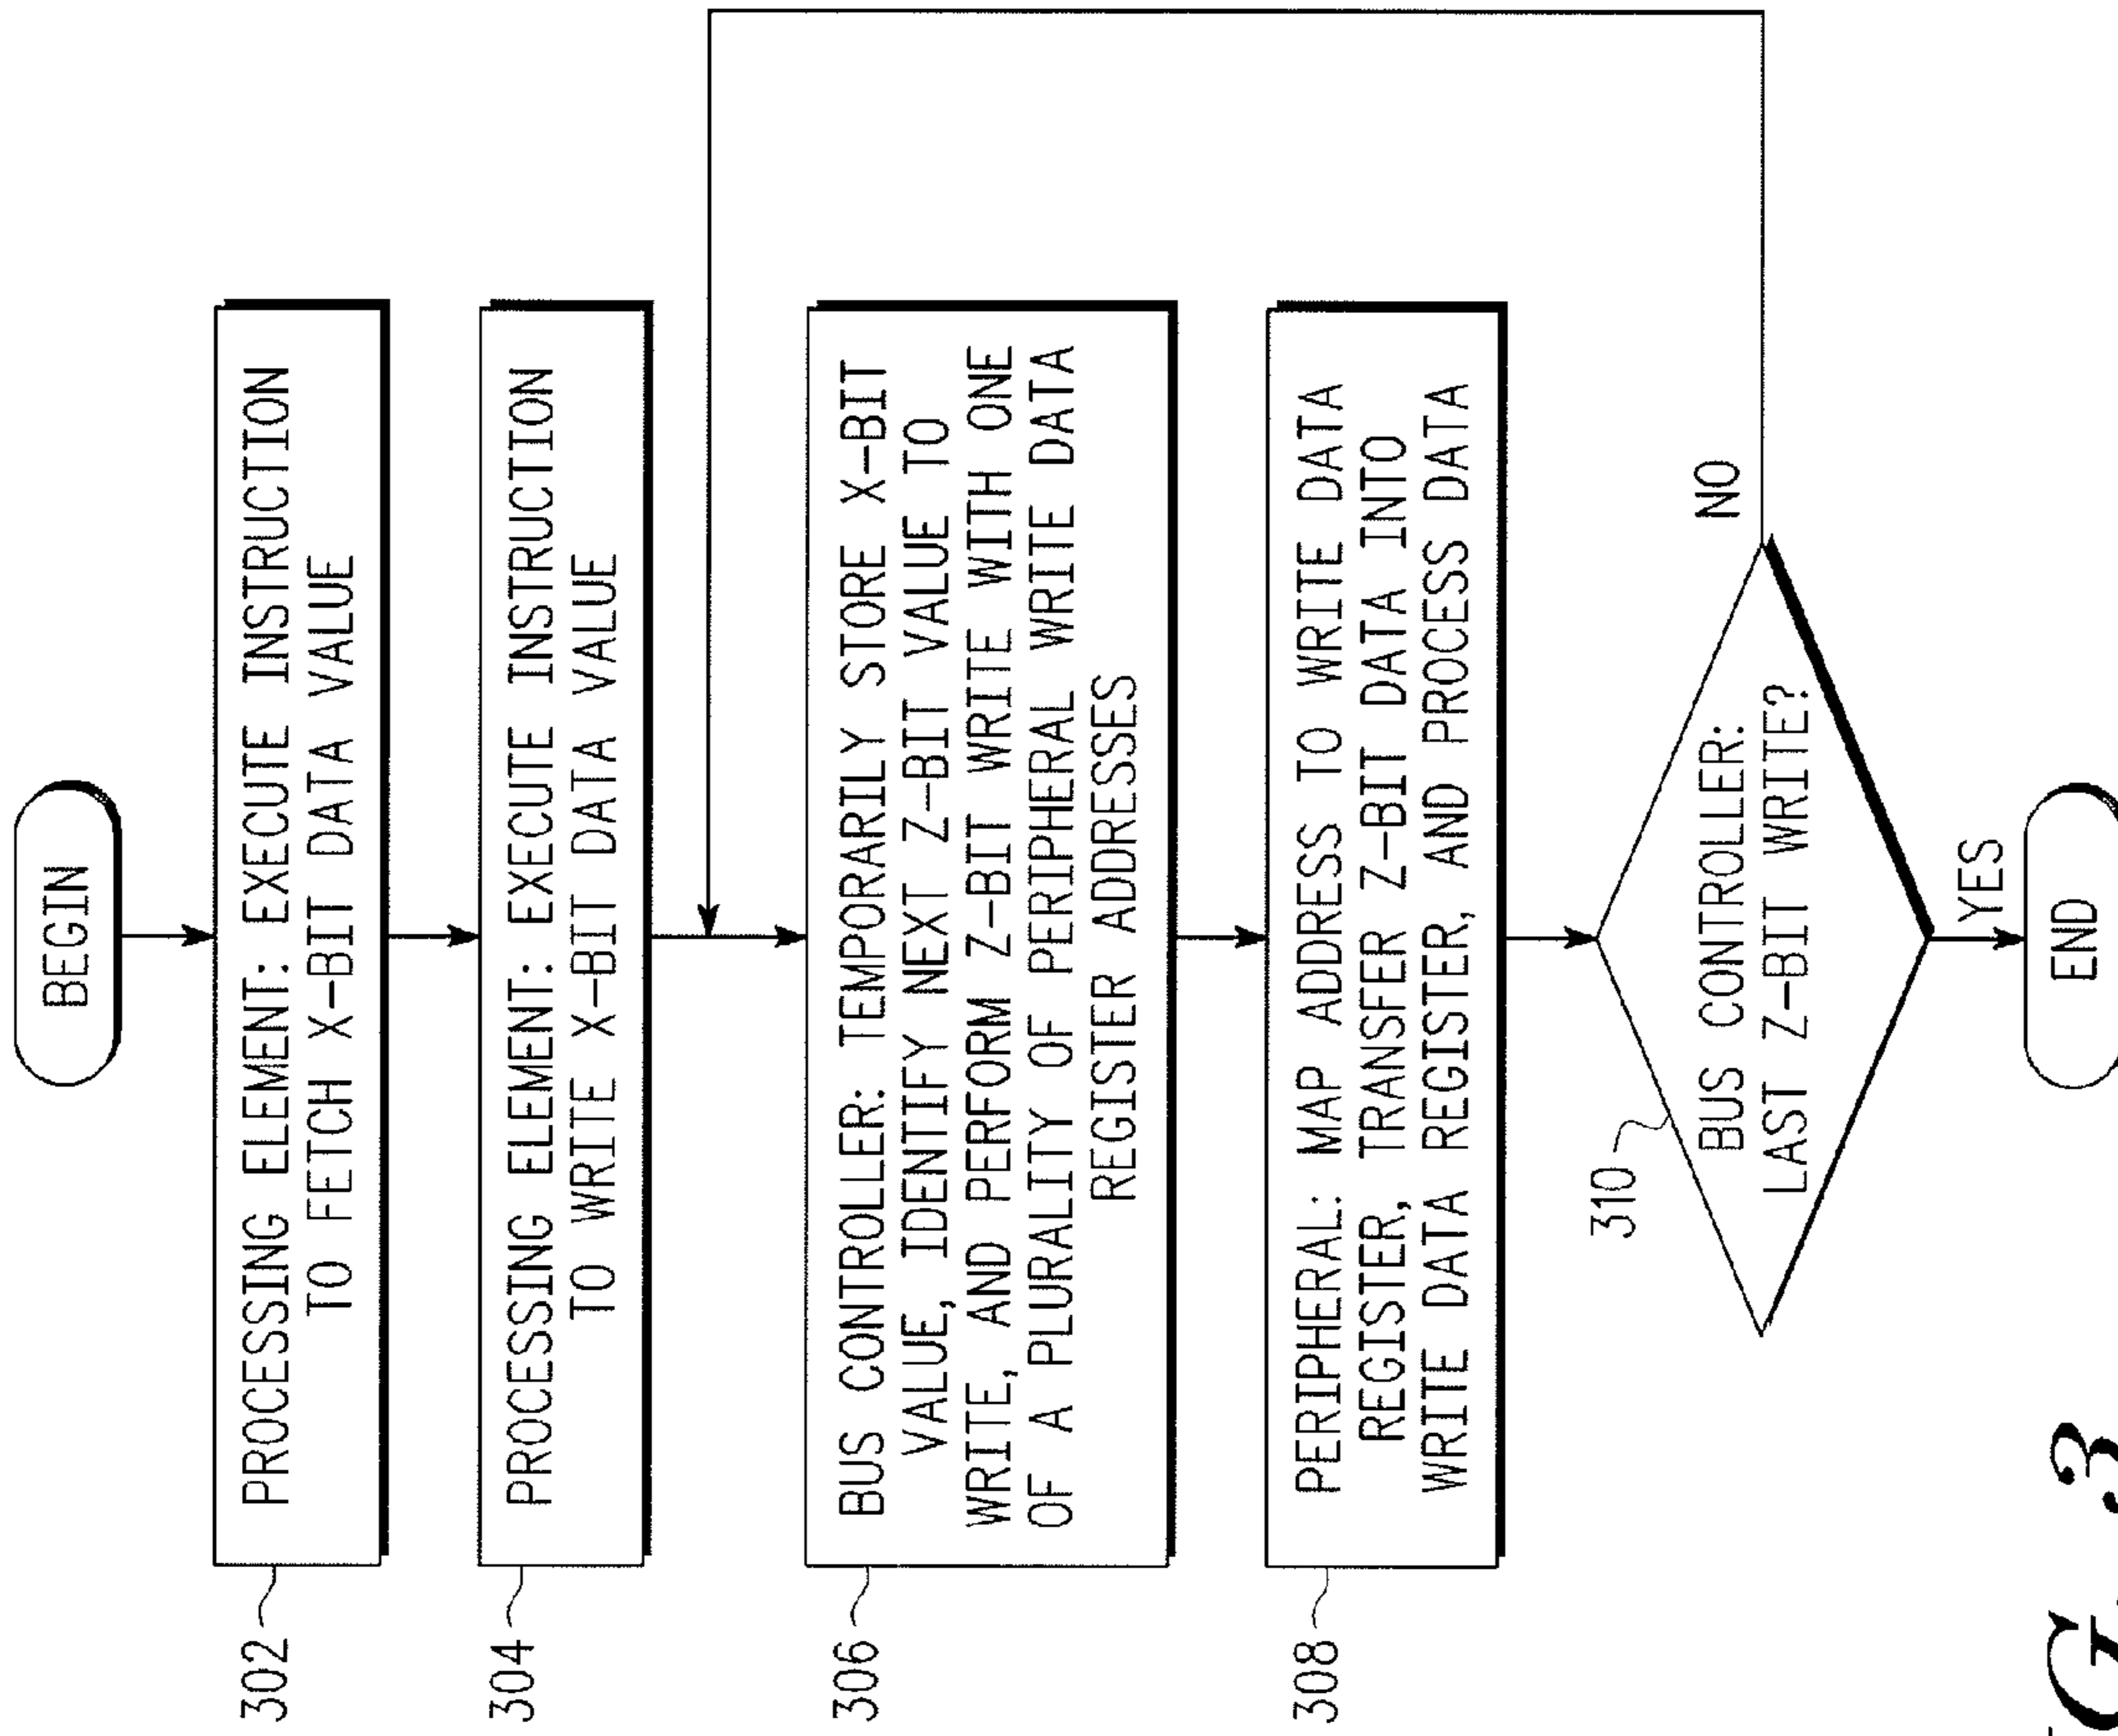 BEGIN
302
PROCESSING ELEMENT: EXECUTE INSTRUCTION
TO FETCH X-BIT DATA VALUE
304
PROCESSING ELEMENT: EXECUTE INSTRUCTION
TO WRITE X-BIT DATA VALUE
306
BUS CONTROLLER: TEMPORARILY STORE X-BIT
VALUE, IDENTIFY NEXT Z-BIT VALUE TO
WRITE, AND PERFORM Z-BIT WRITE WITH ONE
OF A PLURALITY OF PERIPHERAL WRITE DATA
REGISTER ADDRESSES
308
PERIPHERAL: MAP ADDRESS TO WRITE DATA
REGISTER, TRANSFER Z-BIT DATA INTO
WRITE DATA REGISTER, AND PROCESS DATA
310
BUS CONTROLLER:
LAST Z-BIT WRITE?
NO
YES
END